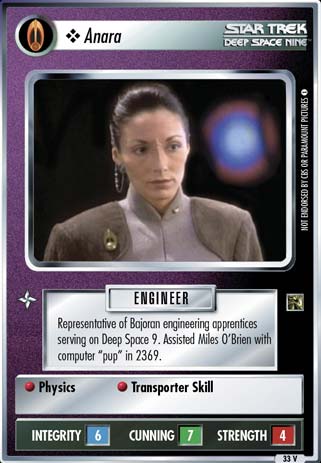 ❖ Anara
STAR TREK
DEEP SPACE NINE™
NOT ENDORSED BY CBS OR PARAMOUNT PICTURES
ENGINEER
Representative of Bajoran engineering apprentices
serving on Deep Space 9. Assisted Miles O'Brien with
computer "pup" in 2369.
Physics
Transporter Skill
INTEGRITY 6 CUNNING 7 STRENGTH 4
33 V